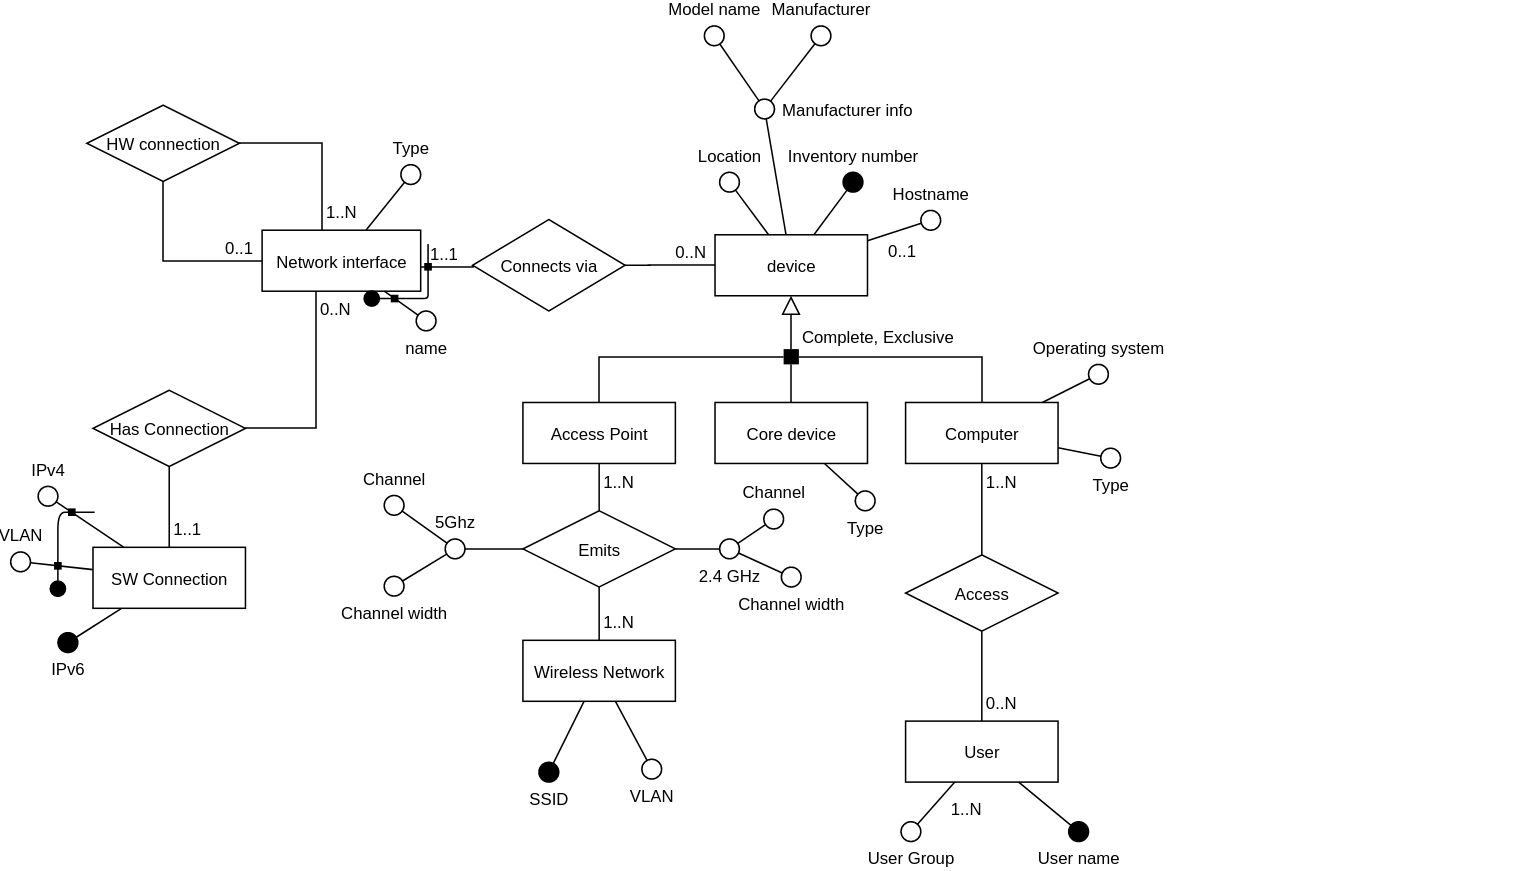 Model name Manufacturer
Manufacturer info
HW connection
Type
Location
Inventory number
Hostname
1..N
0..1
Network interface
1..1
Connects via
0..N
device
0..1
0..N
name
Complete, Exclusive
Operating system
Has Connection
Access Point
Core device
Computer
IPv4
Channel
1..N
Channel
1..N
Type
VLAN
1..1
5Ghz
Type
SW Connection
Emits
2.4 GHz
Channel width
Channel width
Access
IPv6
1..N
Wireless Network
0..N
User
SSID
VLAN
1..N
User Group
User name